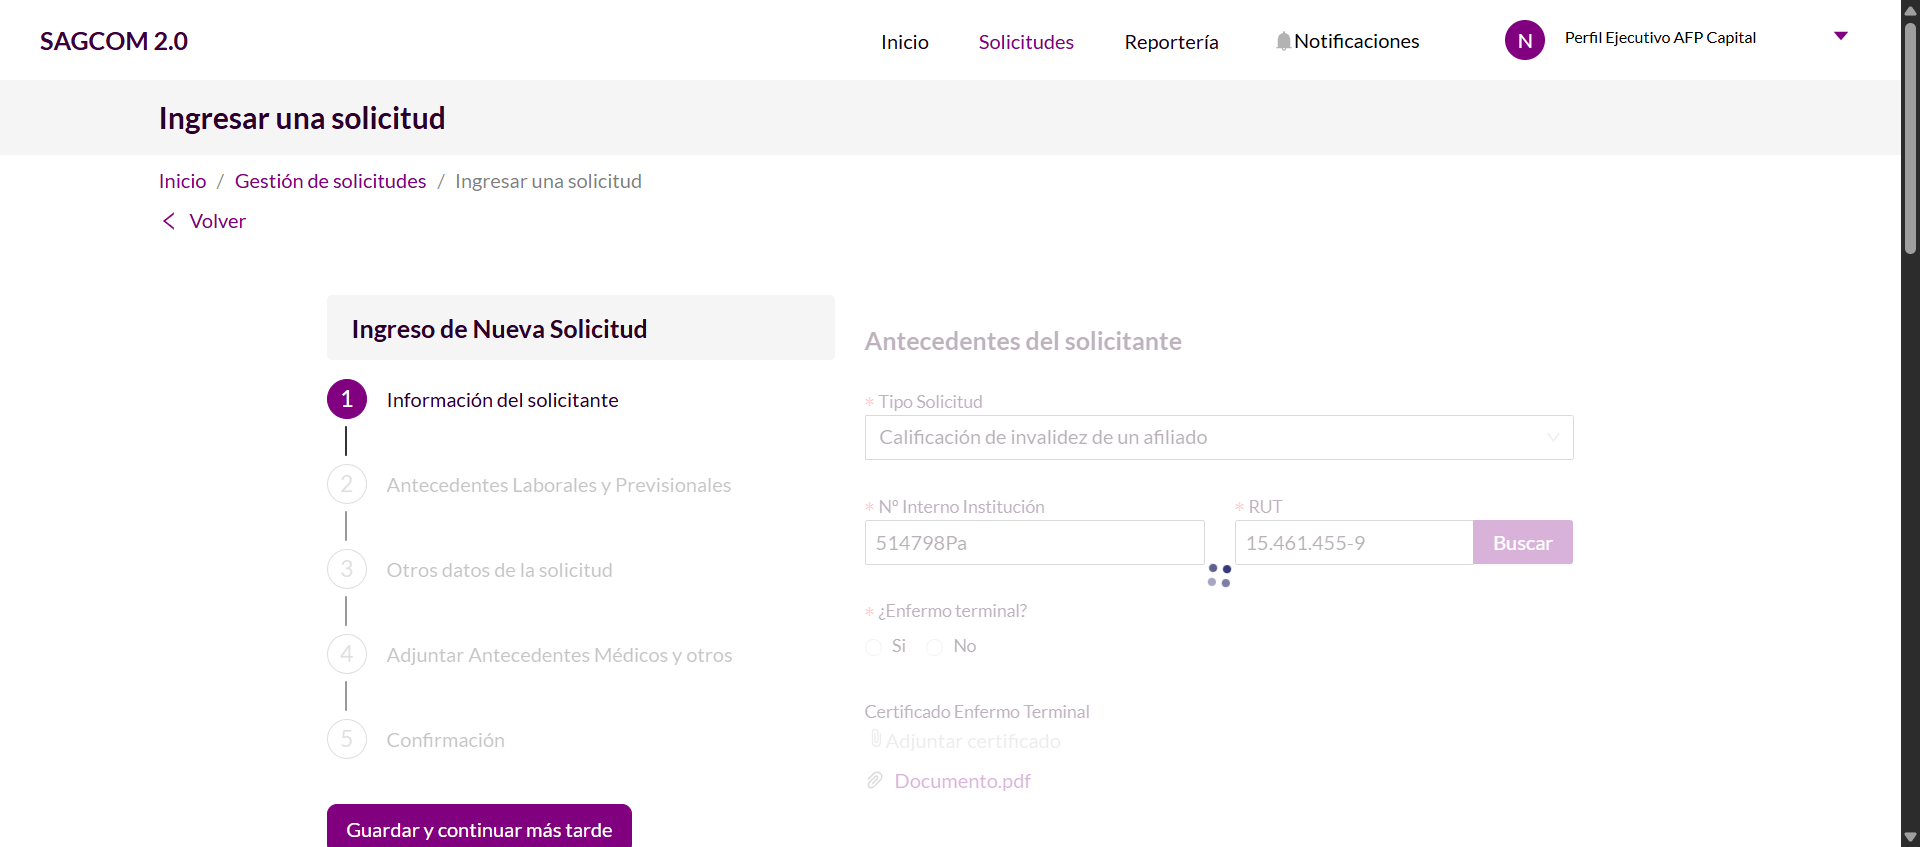 SAGCOM 2.0
Inicio
Solicitudes
Reportería
Notificaciones
N
Perfil Ejecutivo AFP Capital
Ingresar una solicitud
Inicio / Gestión de solicitudes / Ingresar una solicitud
Volver
Ingreso de Nueva Solicitud
1 Información del solicitante
2 Antecedentes Laborales y Previsionales
3 Otros datos de la solicitud
4 Adjuntar Antecedentes Médicos y otros
5 Confirmación
Guardar y continuar más tarde
Antecedentes del solicitante
* Tipo Solicitud
Calificación de invalidez de un afiliado
* Nº Interno Institución
514798Pa
* RUT
15.461.455-9
Buscar
* ¿Enfermo terminal?
Si
No
Certificado Enfermo Terminal
Adjuntar certificado
Documento.pdf